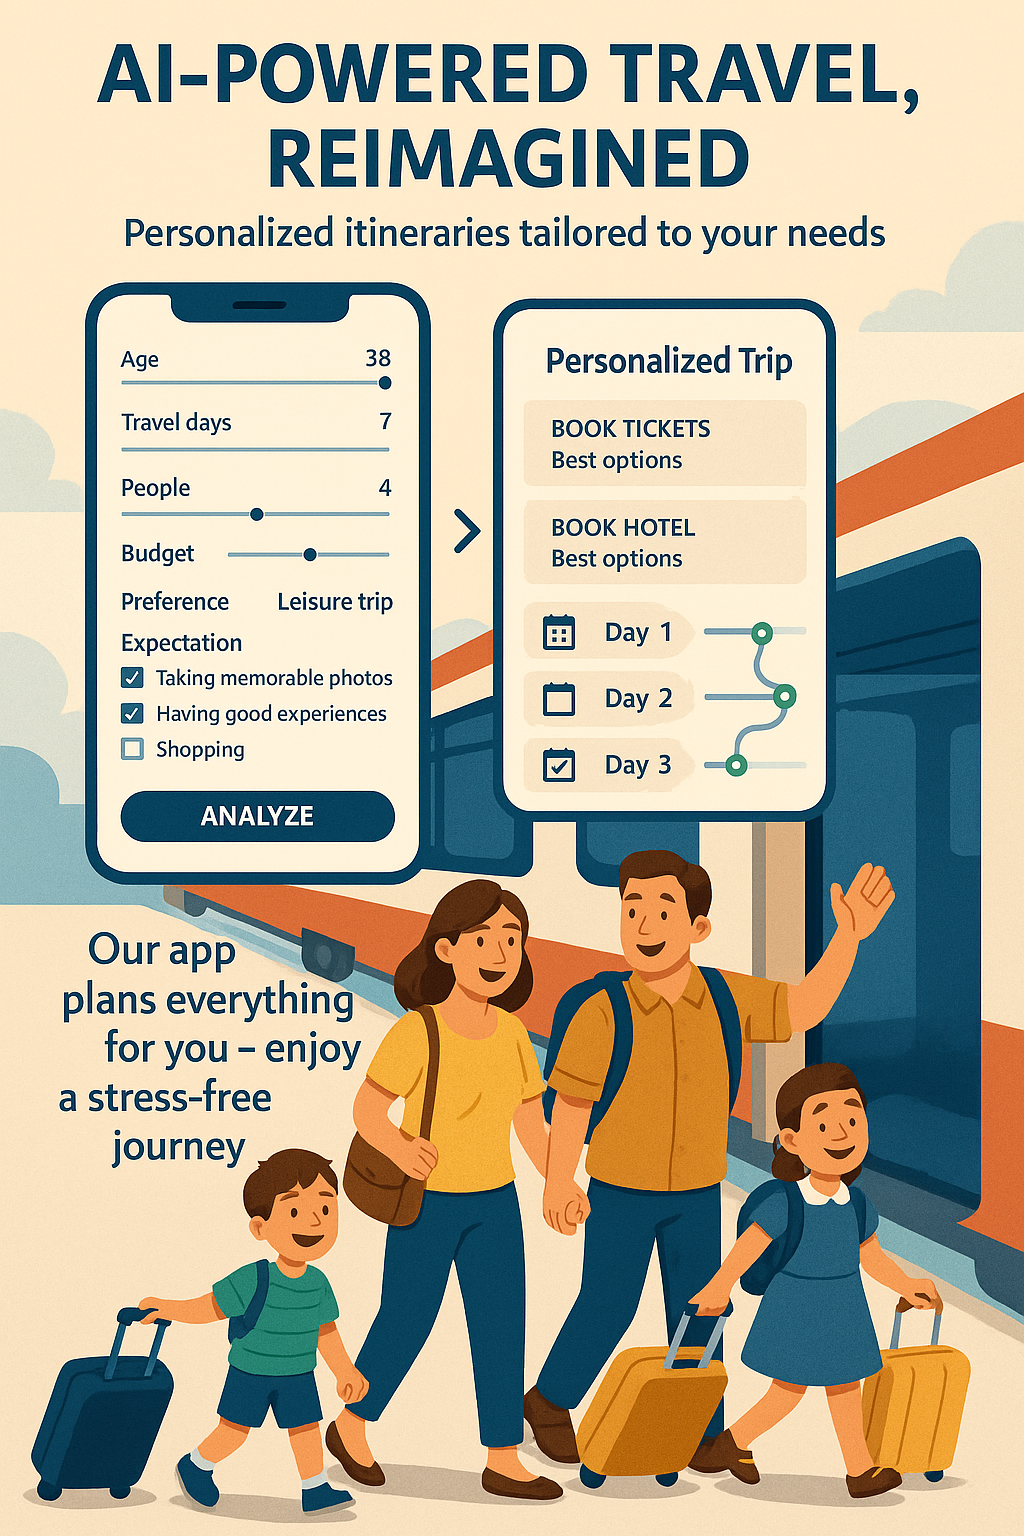 AI-POWERED TRAVEL,
REIMAGINED
Personalized itineraries tailored to your needs
Age 38
Travel days 7
People 4
Budget
Preference Leisure trip
Expectation
Taking memorable photos
Having good experiences
Shopping
ANALYZE
Personalized Trip
BOOK TICKETS
Best options
BOOK HOTEL
Best options
Day 1
Day 2
Day 3
Our app
plans everything
for you – enjoy
a stress-free
journey